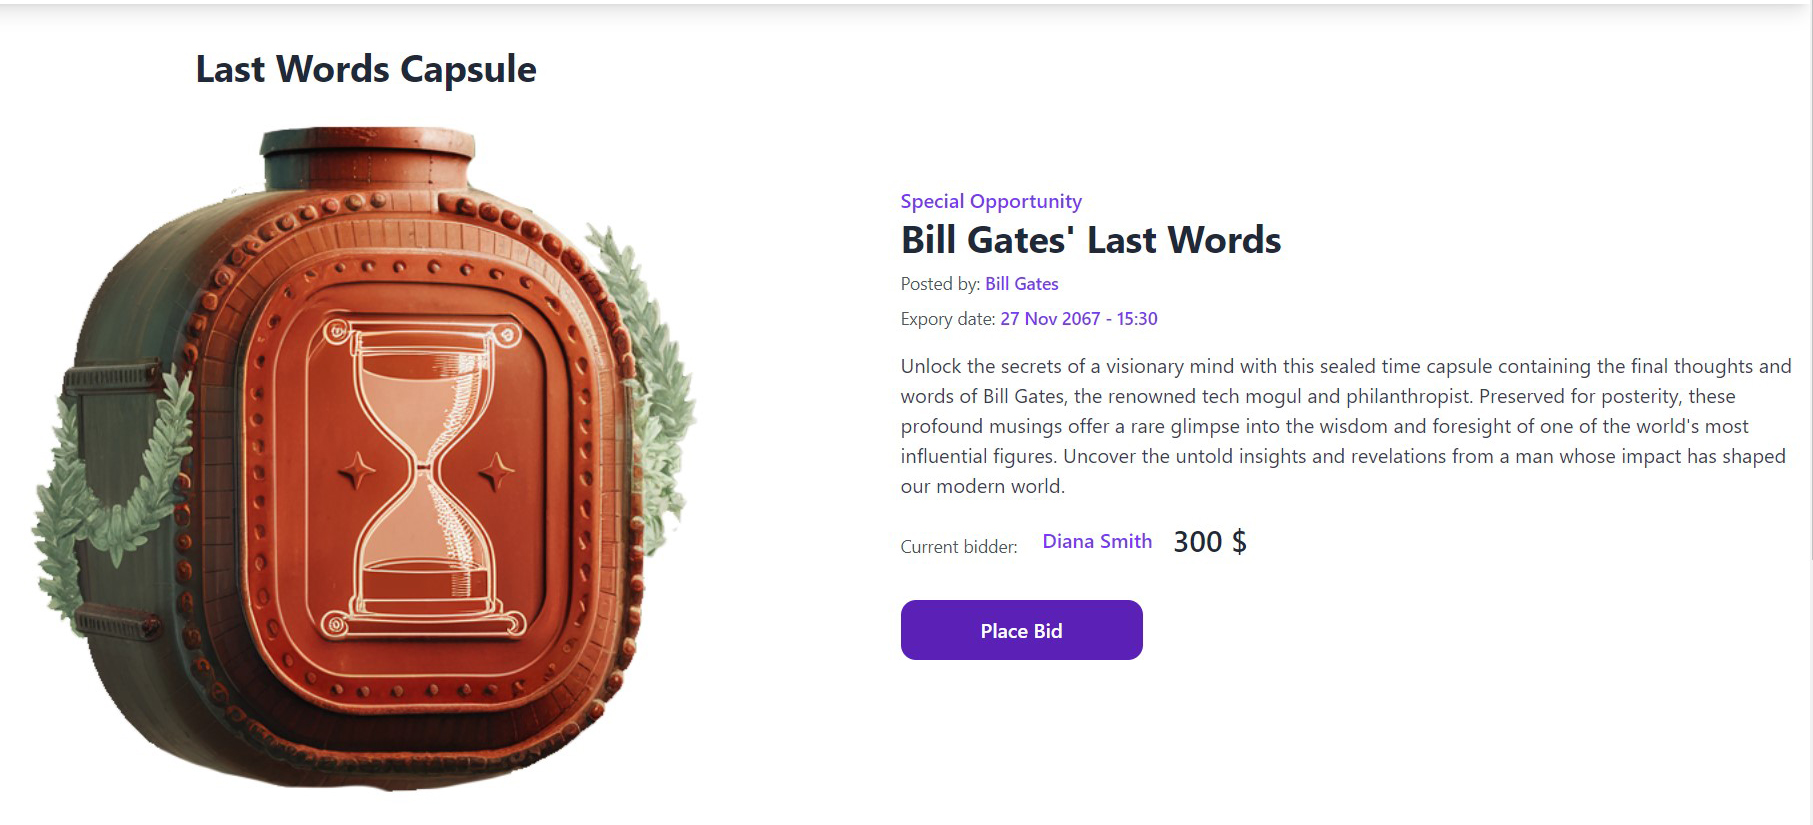 Last Words Capsule
Special Opportunity
Bill Gates' Last Words
Posted by: Bill Gates
Expory date: 27 Nov 2067 - 15:30
Unlock the secrets of a visionary mind with this sealed time capsule containing the final thoughts and
words of Bill Gates, the renowned tech mogul and philanthropist. Preserved for posterity, these
profound musings offer a rare glimpse into the wisdom and foresight of one of the world's most
influential figures. Uncover the untold insights and revelations from a man whose impact has shaped
our modern world.
Current bidder: Diana Smith 300 $
Place Bid